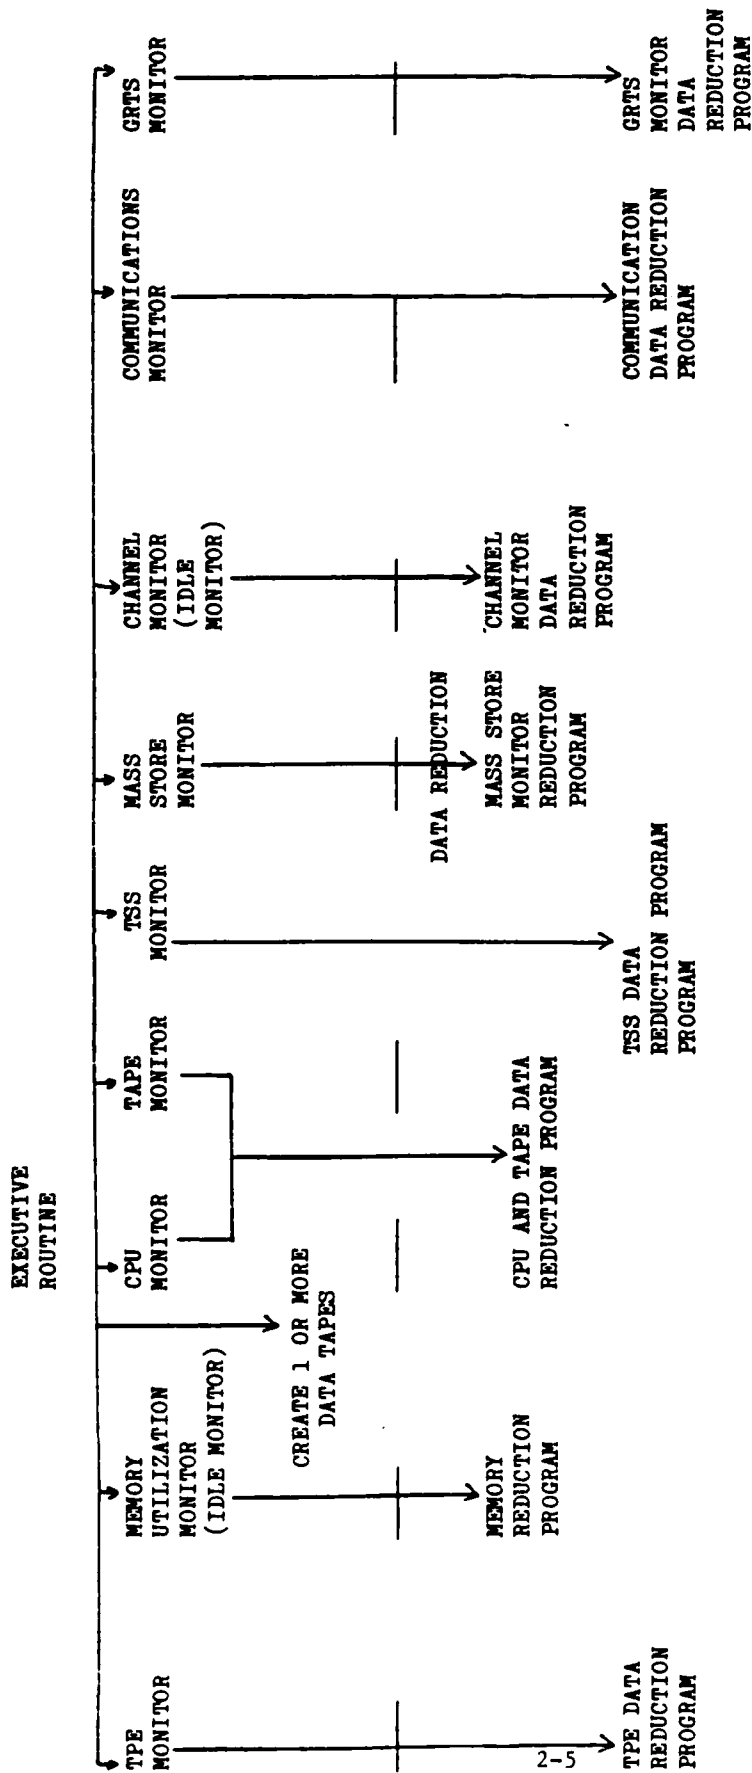 EXECUTIVE
ROUTINE
TPE
MONITOR
MEMORY
UTILIZATION
MONITOR
(IDLE MONITOR)
CPU
MONITOR
TAPE
MONITOR
TSS
MONITOR
MASS
STORE
MONITOR
CHANNEL
MONITOR
(IDLE
MONITOR)
COMMUNICATIONS
MONITOR
GRTS
MONITOR
CREATE 1 OR MORE
DATA TAPES
DATA REDUCTION
TPE DATA
REDUCTION
PROGRAM
MEMORY
REDUCTION
PROGRAM
CPU AND TAPE DATA
REDUCTION PROGRAM
TSS DATA
REDUCTION PROGRAM
PROGRAM
MASS STORE
MONITOR
REDUCTION
PROGRAM
CHANNEL
MONITOR
DATA
REDUCTION
PROGRAM
COMMUNICATION
DATA REDUCTION
PROGRAM
GRTS
MONITOR
DATA
REDUCTION
PROGRAM
2-5